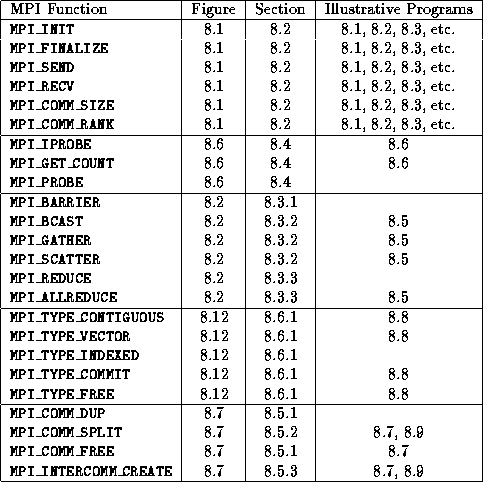 MPI Function Figure Section Illustrative Programs
MPI_INIT 8.1 8.2 8.1, 8.2, 8.3, etc.
MPI_FINALIZE 8.1 8.2 8.1, 8.2, 8.3, etc.
MPI_SEND 8.1 8.2 8.1, 8.2, 8.3, etc.
MPI_RECV 8.1 8.2 8.1, 8.2, 8.3, etc.
MPI_COMM_SIZE 8.1 8.2 8.1, 8.2, 8.3, etc.
MPI_COMM_RANK 8.1 8.2 8.1, 8.2, 8.3, etc.
MPI_IPROBE 8.6 8.4 8.6
MPI_GET_COUNT 8.6 8.4 8.6
MPI_PROBE 8.6 8.4
MPI_BARRIER 8.2 8.3.1
MPI_BCAST 8.2 8.3.2 8.5
MPI_GATHER 8.2 8.3.2 8.5
MPI_SCATTER 8.2 8.3.2 8.5
MPI_REDUCE 8.2 8.3.3
MPI_ALLREDUCE 8.2 8.3.3 8.5
MPI_TYPE_CONTIGUOUS 8.12 8.6.1 8.8
MPI_TYPE_VECTOR 8.12 8.6.1 8.8
MPI_TYPE_INDEXED 8.12 8.6.1
MPI_TYPE_COMMIT 8.12 8.6.1 8.8
MPI_TYPE_FREE 8.12 8.6.1 8.8
MPI_COMM_DUP 8.7 8.5.1
MPI_COMM_SPLIT 8.7 8.5.2 8.7, 8.9
MPI_COMM_FREE 8.7 8.5.1 8.7
MPI_INTERCOMM_CREATE 8.7 8.5.3 8.7, 8.9